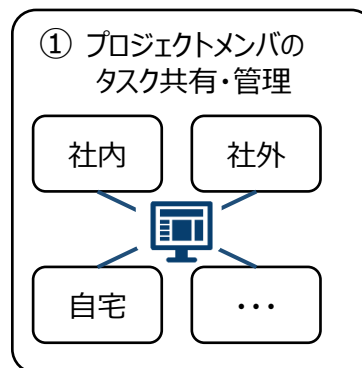 ① プロジェクトメンバの
タスク共有・管理
社内
社外
自宅
・・・